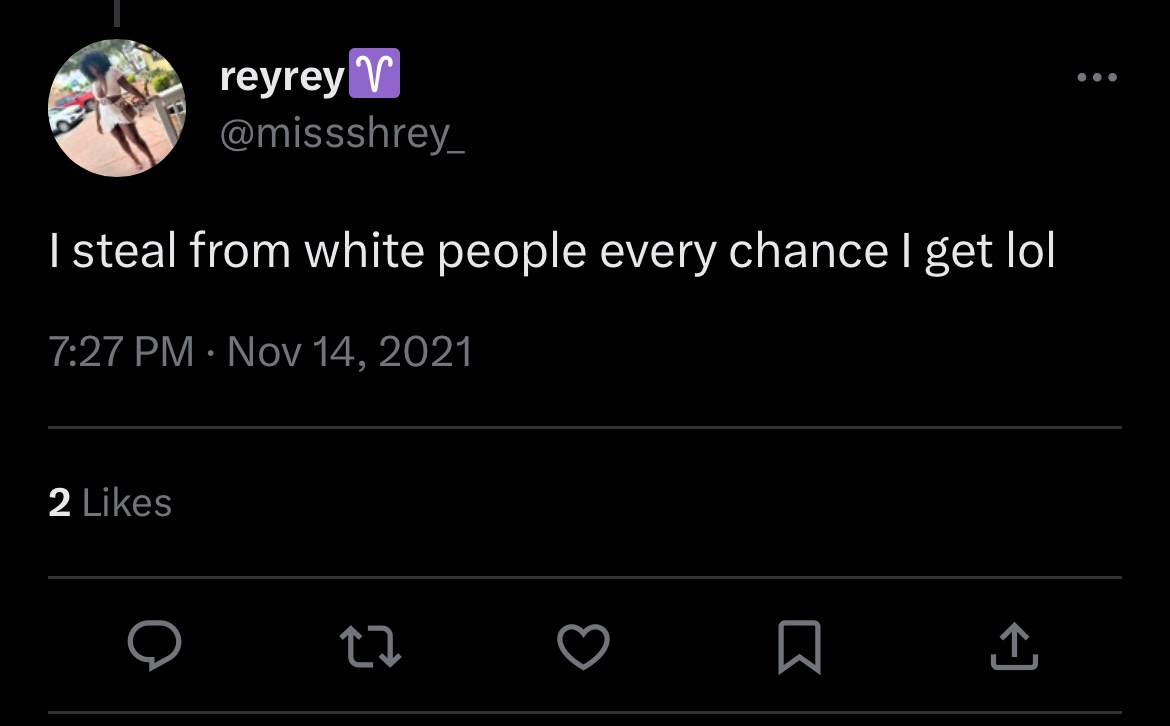 reyrey♈
@missshrey_
I steal from white people every chance I get lol
7:27 PM · Nov 14, 2021
2 Likes